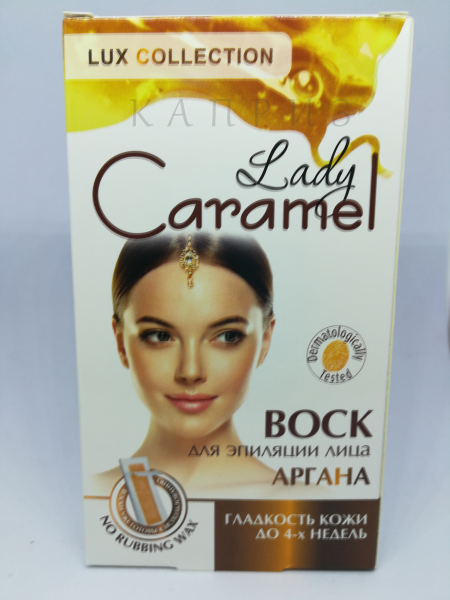 LUX COLLECTION
КАПРИЗ
Lady
Caramel
Dermatologically
Tested
ВОСК
ДЛЯ ЭПИЛЯЦИИ ЛИЦА
АРГАНА
NO RUBBING WAX
ГЛАДКОСТЬ КОЖИ
ДО 4-х НЕДЕЛЬ